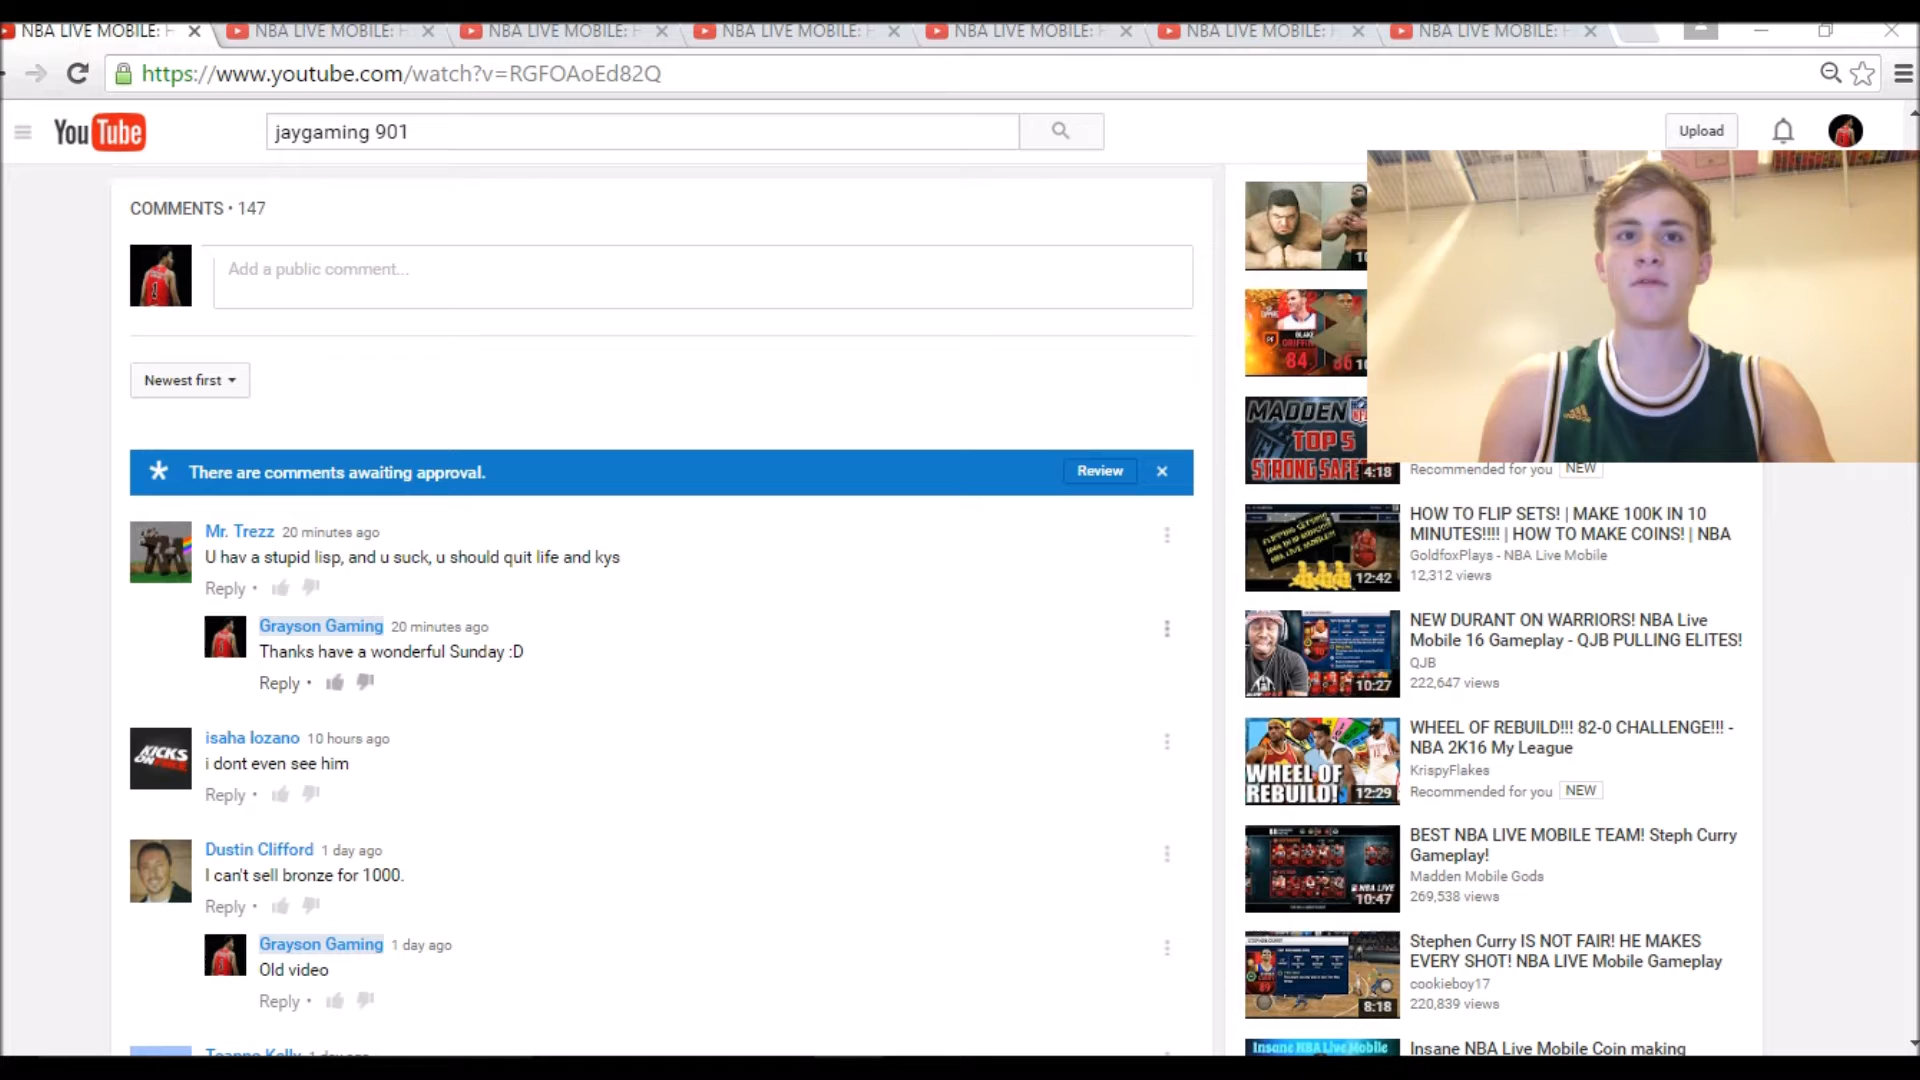 NBA LIVE MOBILE: NBA LIVE MOBILE: NBA LIVE MOBILE: NBA LIVE MOBILE: NBA LIVE MOBILE: NBA LIVE MOBILE: NBA LIVE MOBILE:
https://www.youtube.com/watch?v=RGFOAoEd82Q
YouTube
jaygaming 901
Upload
COMMENTS • 147
Add a public comment...
Newest first
There are comments awaiting approval.
Review
Mr. Trezz 20 minutes ago
U hav a stupid lisp, and u suck, u should quit life and kys
Reply •
Grayson Gaming 20 minutes ago
Thanks have a wonderful Sunday :D
Reply •
isaha lozano 10 hours ago
i dont even see him
Reply •
Dustin Clifford 1 day ago
I can't sell bronze for 1000.
Reply •
Grayson Gaming 1 day ago
Old video
Reply •
BLAKE
GRIFFIN
84
MADDEN
TOP 5
STRONG SAFE
4:18
Recommended for you NEW
12:42
HOW TO FLIP SETS! | MAKE 100K IN 10
MINUTES!!!! | HOW TO MAKE COINS! | NBA
GoldfoxPlays - NBA Live Mobile
12,312 views
10:27
NEW DURANT ON WARRIORS! NBA Live
Mobile 16 Gameplay - QJB PULLING ELITES!
QJB
222,647 views
WHEEL OF
REBUILD!
12:29
WHEEL OF REBUILD!!! 82-0 CHALLENGE!!! -
NBA 2K16 My League
KrispyFlakes
Recommended for you NEW
NBA LIVE
10:47
BEST NBA LIVE MOBILE TEAM! Steph Curry
Gameplay!
Madden Mobile Gods
269,538 views
8:18
Stephen Curry IS NOT FAIR! HE MAKES
EVERY SHOT! NBA LIVE Mobile Gameplay
cookieboy17
220,839 views
Insane NBA Live Mobile
Insane NBA Live Mobile Coin making
KICKS